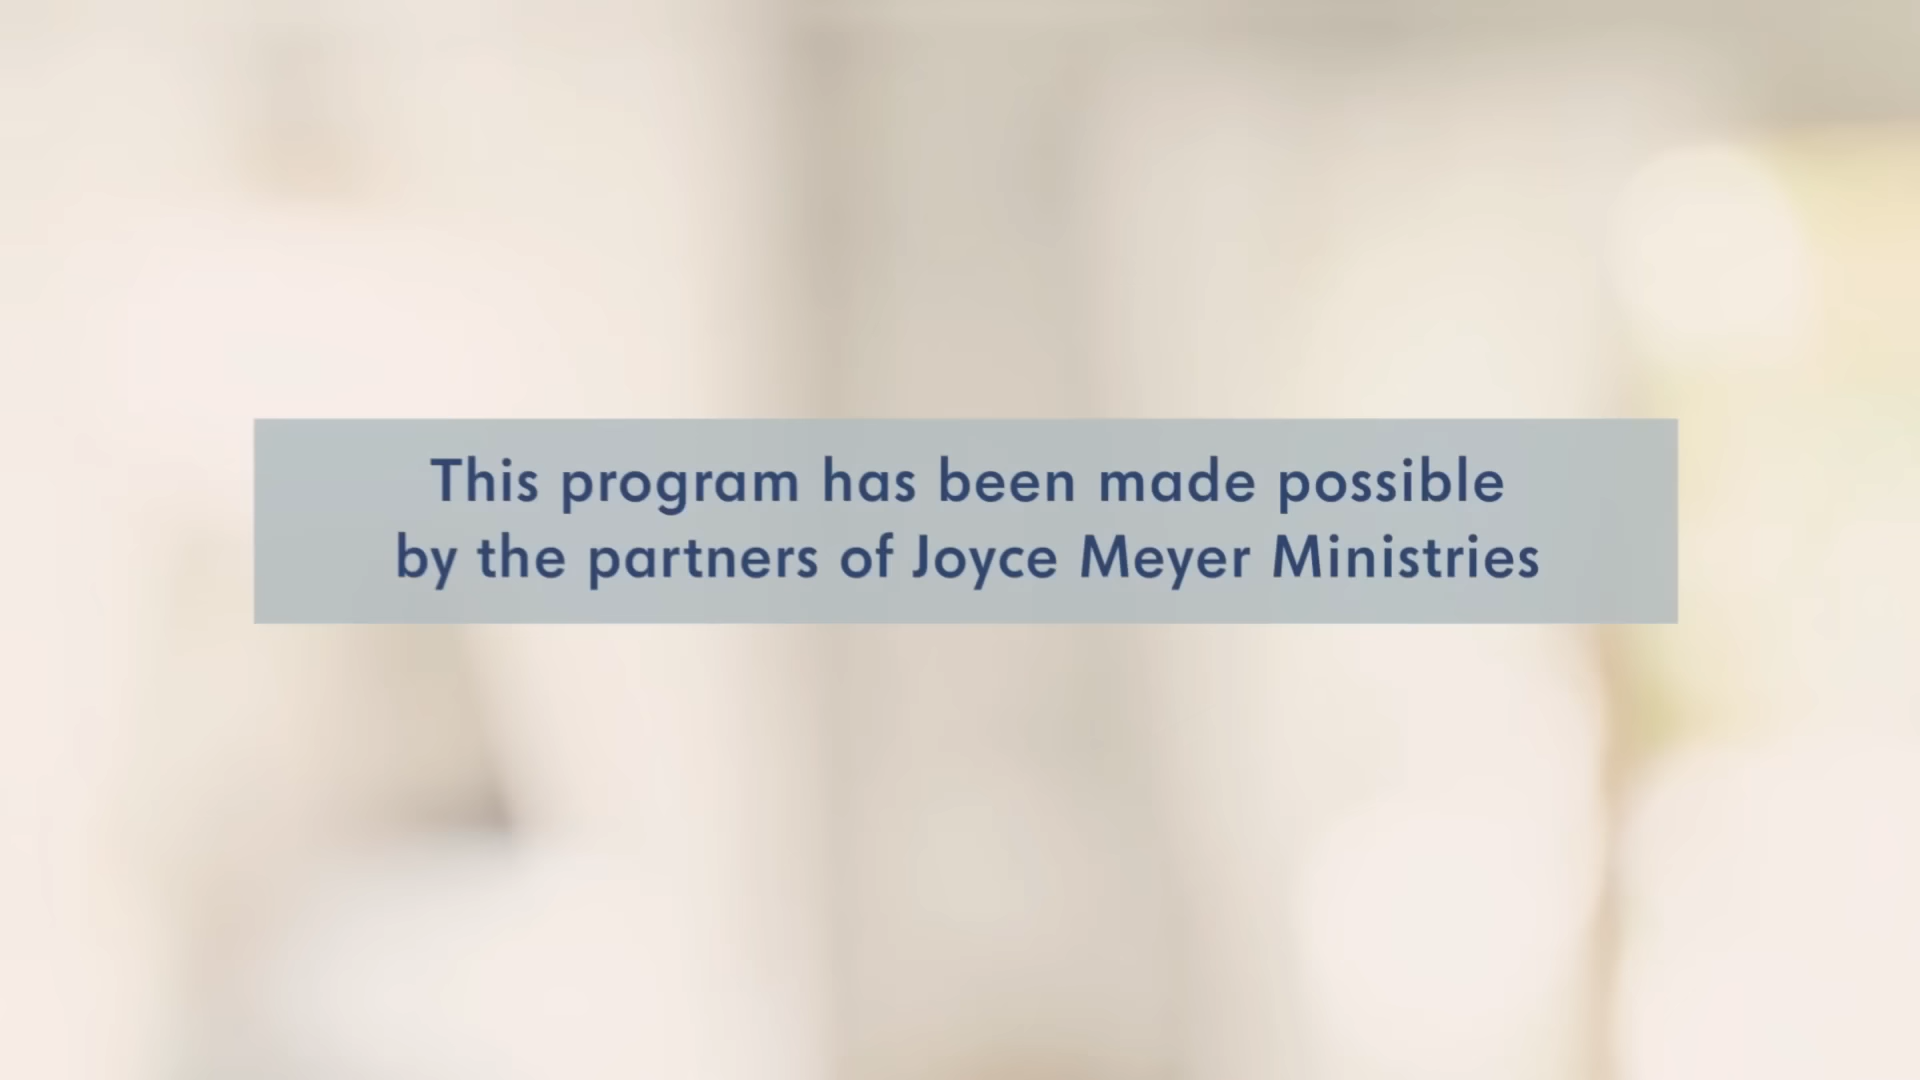 This program has been made possible
by the partners of Joyce Meyer Ministries